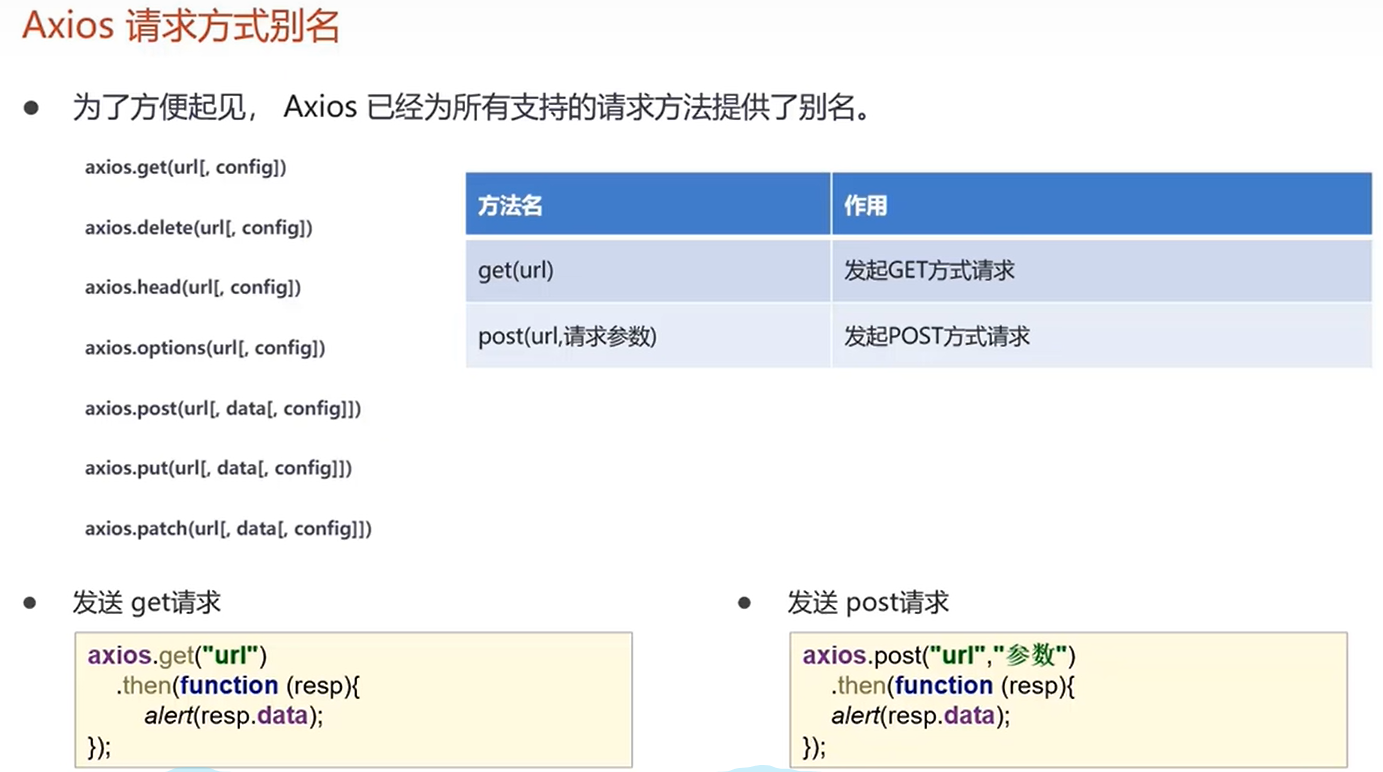 Axios 请求方式别名
● 为了方便起见， Axios 已经为所有支持的请求方法提供了别名。
axios.get(url[, config])
axios.delete(url[, config])
axios.head(url[, config])
axios.options(url[, config])
axios.post(url[, data[, config]])
axios.put(url[, data[, config]])
axios.patch(url[, data[, config]])
方法名 作用
get(url) 发起GET方式请求
post(url,请求参数) 发起POST方式请求
● 发送 get请求
axios.get("url")
.then(function (resp){
alert(resp.data);
});
● 发送 post请求
axios.post("url","参数")
.then(function (resp){
alert(resp.data);
});